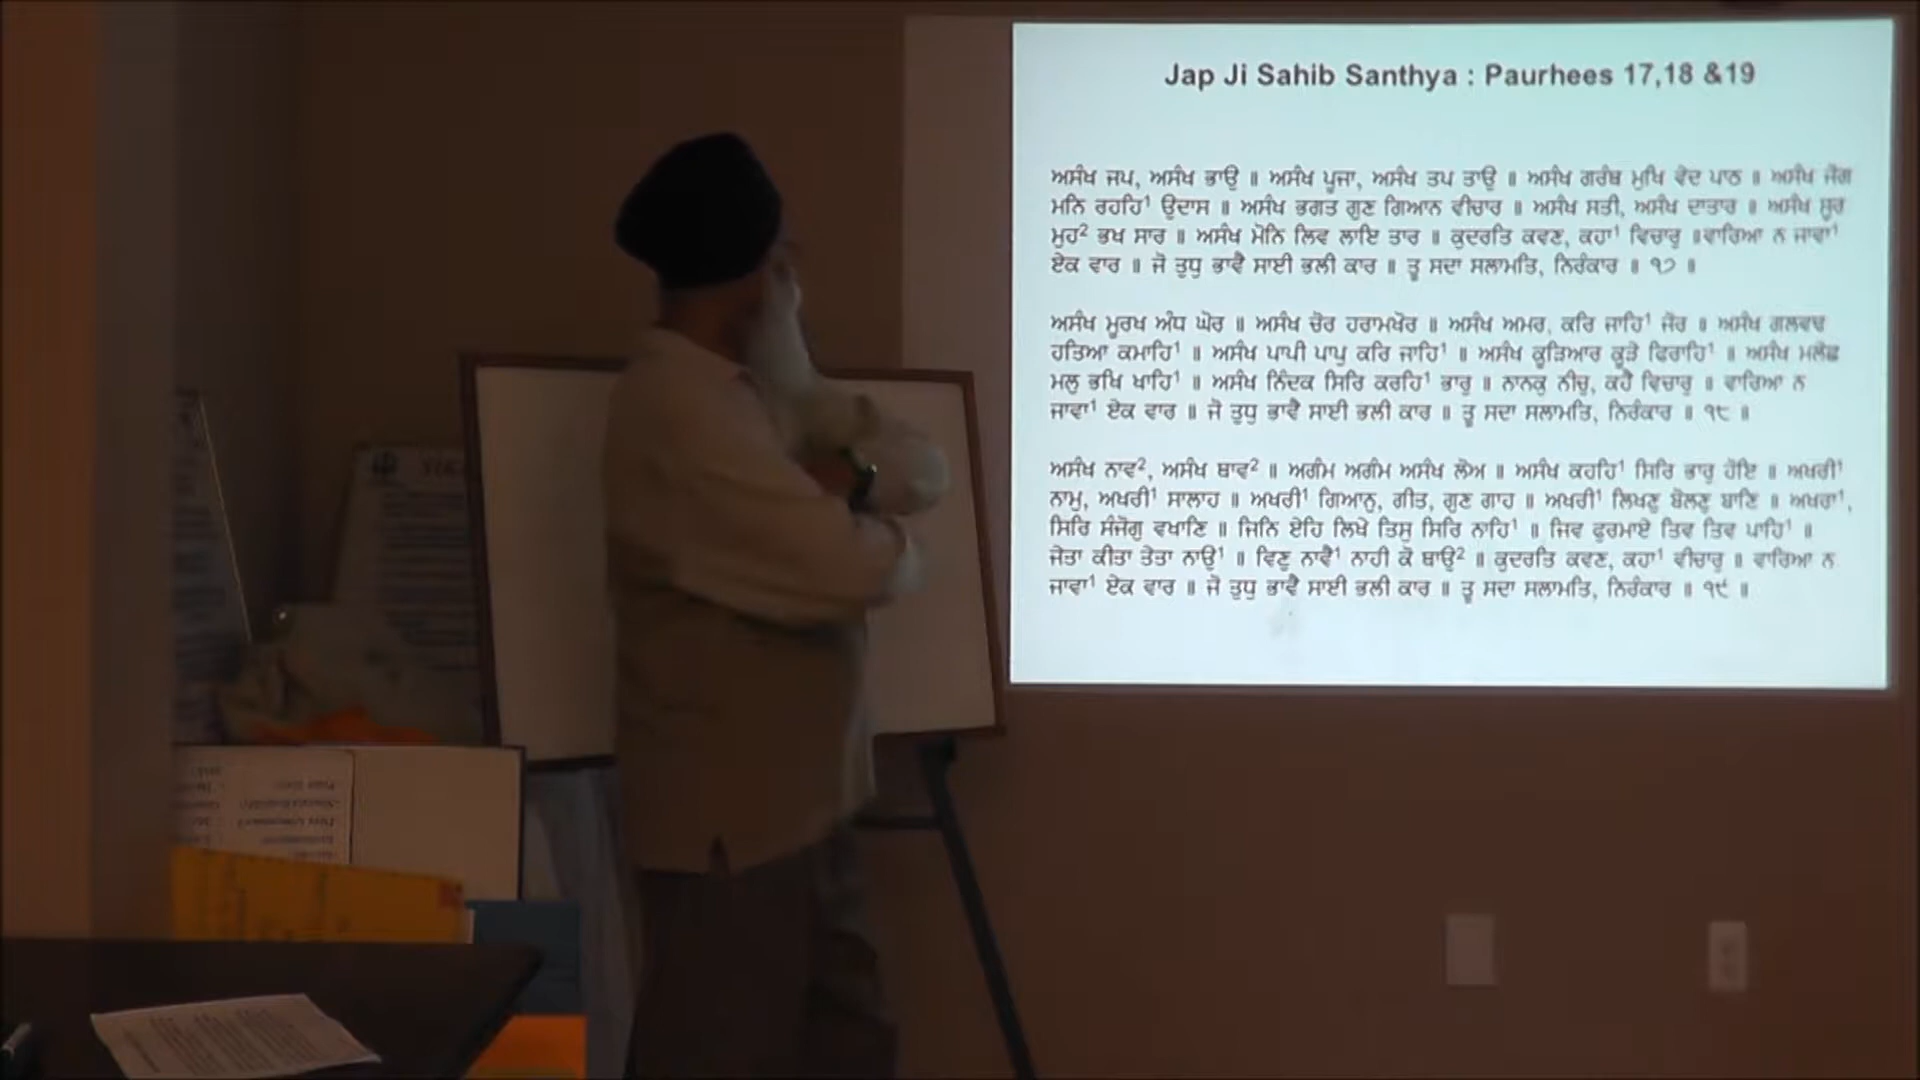 Jap Ji Sahib Santhya : Paurhees 17,18 &19
ਅਸੰਖ ਜਪ, ਅਸੰਖ ਭਾਉ ॥ ਅਸੰਖ ਪੂਜਾ, ਅਸੰਖ ਤਪ ਤਾਉ ॥ ਅਸੰਖ ਗਰੰਥ ਮੁਖਿ ਵੇਦ ਪਾਠ ॥ ਅਸੰਖ ਜੋਗ
ਮਨਿ ਰਹਹਿ¹ ਉਦਾਸ ॥ ਅਸੰਖ ਭਗਤ ਗੁਣ ਗਿਆਨ ਵੀਚਾਰ ॥ ਅਸੰਖ ਸਤੀ, ਅਸੰਖ ਦਾਤਾਰ ॥ ਅਸੰਖ ਸੂਰ
ਮੁਹ² ਭਖ ਸਾਰ ॥ ਅਸੰਖ ਮੋਨਿ ਲਿਵ ਲਾਇ ਤਾਰ ॥ ਕੁਦਰਤਿ ਕਵਣ, ਕਹਾ¹ ਵਿਚਾਰੁ ॥ਵਾਰਿਆ ਨ ਜਾਵਾ¹
ਏਕ ਵਾਰ ॥ ਜੋ ਤੁਧੁ ਭਾਵੈ ਸਾਈ ਭਲੀ ਕਾਰ ॥ ਤੂ ਸਦਾ ਸਲਾਮਤਿ, ਨਿਰੰਕਾਰ ॥ ੧੭ ॥
ਅਸੰਖ ਮੂਰਖ ਅੰਧ ਘੋਰ ॥ ਅਸੰਖ ਚੋਰ ਹਰਾਮਖੋਰ ॥ ਅਸੰਖ ਅਮਰ, ਕਰਿ ਜਾਹਿ¹ ਜੋਰ ॥ ਅਸੰਖ ਗਲਵਢ
ਹਤਿਆ ਕਮਾਹਿ¹ ॥ ਅਸੰਖ ਪਾਪੀ ਪਾਪੁ ਕਰਿ ਜਾਹਿ¹ ॥ ਅਸੰਖ ਕੂੜਿਆਰ ਕੂੜੇ ਫਿਰਾਹਿ¹ ॥ ਅਸੰਖ ਮਲੇਛ
ਮਲੁ ਭਖਿ ਖਾਹਿ¹ ॥ ਅਸੰਖ ਨਿੰਦਕ ਸਿਰਿ ਕਰਹਿ¹ ਭਾਰੁ ॥ ਨਾਨਕੁ ਨੀਚੁ, ਕਹੈ ਵਿਚਾਰੁ ॥ ਵਾਰਿਆ ਨ
ਜਾਵਾ¹ ਏਕ ਵਾਰ ॥ ਜੋ ਤੁਧੁ ਭਾਵੈ ਸਾਈ ਭਲੀ ਕਾਰ ॥ ਤੂ ਸਦਾ ਸਲਾਮਤਿ, ਨਿਰੰਕਾਰ ॥ ੧੮ ॥
ਅਸੰਖ ਨਾਵ², ਅਸੰਖ ਥਾਵ² ॥ ਅਗੰਮ ਅਗੰਮ ਅਸੰਖ ਲੋਅ ॥ ਅਸੰਖ ਕਹਹਿ¹ ਸਿਰਿ ਭਾਰੁ ਹੋਇ ॥ ਅਖਰੀ¹
ਨਾਮੁ, ਅਖਰੀ¹ ਸਾਲਾਹ ॥ ਅਖਰੀ¹ ਗਿਆਨੁ, ਗੀਤ, ਗੁਣ ਗਾਹ ॥ ਅਖਰੀ¹ ਲਿਖਣੁ ਬੋਲਣੁ ਬਾਣਿ ॥ ਅਖਰਾ¹,
ਸਿਰਿ ਸੰਜੋਗੁ ਵਖਾਣਿ ॥ ਜਿਨਿ ਏਹਿ ਲਿਖੇ ਤਿਸੁ ਸਿਰਿ ਨਾਹਿ¹ ॥ ਜਿਵ ਫੁਰਮਾਏ ਤਿਵ ਤਿਵ ਪਾਹਿ¹ ॥
ਜੇਤਾ ਕੀਤਾ ਤੇਤਾ ਨਾਉ¹ ॥ ਵਿਣੁ ਨਾਵੈ¹ ਨਾਹੀ ਕੋ ਥਾਉ² ॥ ਕੁਦਰਤਿ ਕਵਣ, ਕਹਾ¹ ਵੀਚਾਰੁ ॥ ਵਾਰਿਆ ਨ
ਜਾਵਾ¹ ਏਕ ਵਾਰ ॥ ਜੋ ਤੁਧੁ ਭਾਵੈ ਸਾਈ ਭਲੀ ਕਾਰ ॥ ਤੂ ਸਦਾ ਸਲਾਮਤਿ, ਨਿਰੰਕਾਰ ॥ ੧੯ ॥